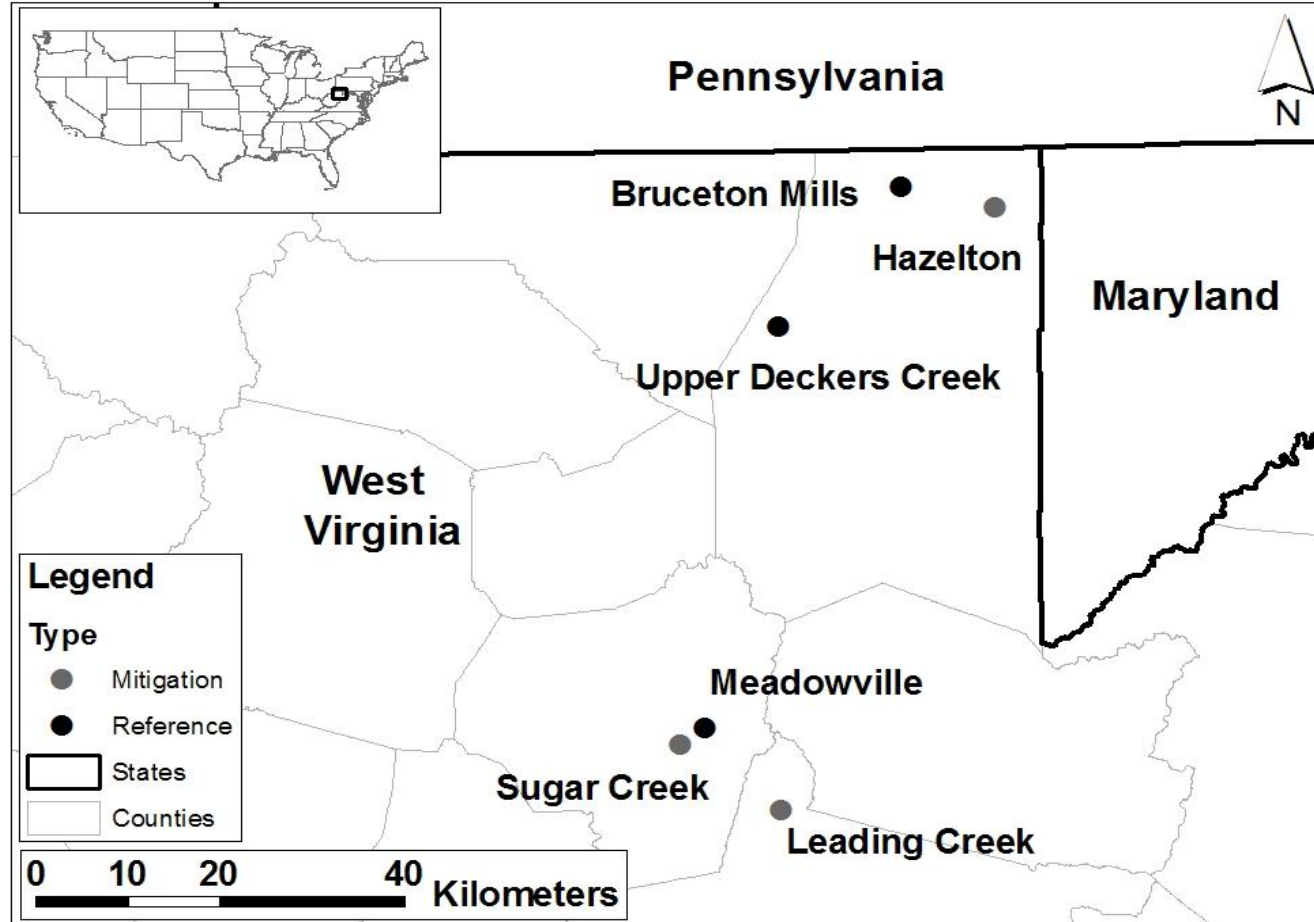 Pennsylvania
N
Bruceton Mills
Hazelton
Maryland
Upper Deckers Creek
West
Virginia
Meadowville
Sugar Creek
Leading Creek
Legend
Type
Mitigation
Reference
States
Counties
0 10 20 40 Kilometers